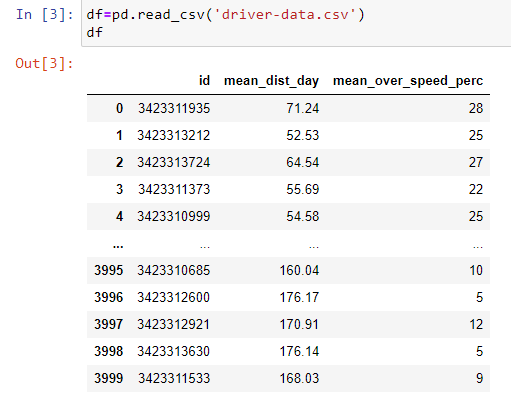 In [3]: df=pd.read_csv('driver-data.csv')
df
Out[3]:
id mean_dist_day mean_over_speed_perc
0 3423311935 71.24 28
1 3423313212 52.53 25
2 3423313724 64.54 27
3 3423311373 55.69 22
4 3423310999 54.58 25
... ... ... ...
3995 3423310685 160.04 10
3996 3423312600 176.17 5
3997 3423312921 170.91 12
3998 3423313630 176.14 5
3999 3423311533 168.03 9